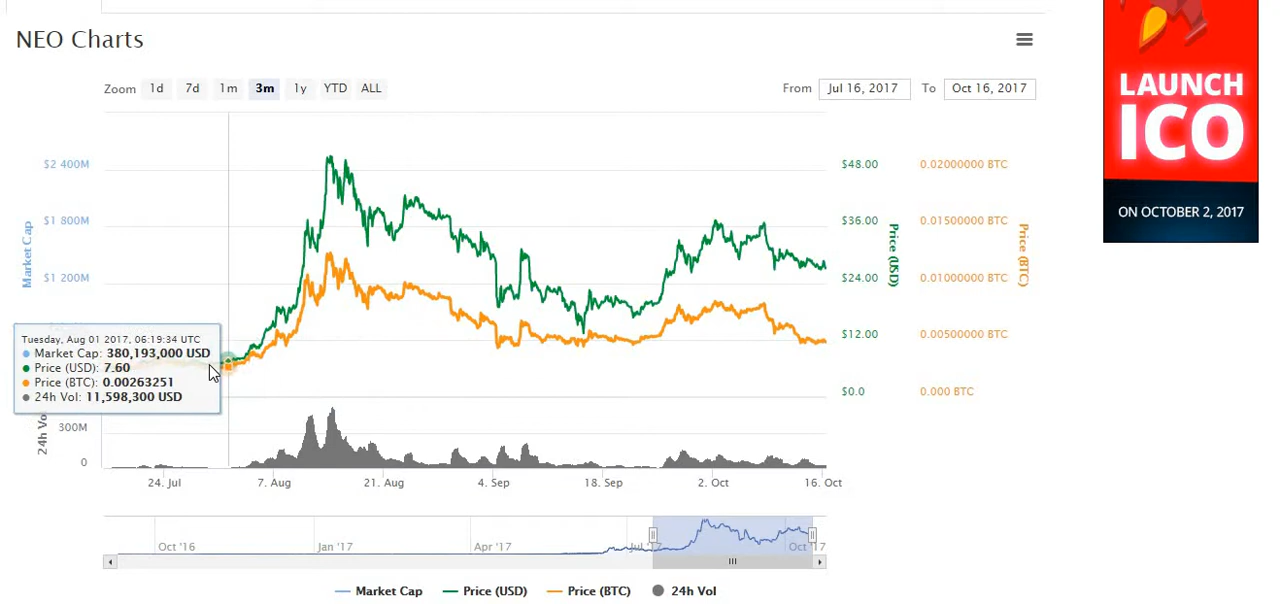 NEO Charts
Zoom 1d 7d 1m 3m 1y YTD ALL
From Jul 16, 2017 To Oct 16, 2017
$2 400M
$1 800M
$1 200M
Market Cap
Tuesday, Aug 01 2017, 06:19:34 UTC
Market Cap: 380,193,000 USD
Price (USD): 7.60
Price (BTC): 0.00263251
24h Vol: 11,598,300 USD
$48.00
$36.00
$24.00
$12.00
$0.0
Price (USD)
0.02000000 BTC
0.01500000 BTC
0.01000000 BTC
0.00500000 BTC
0.000 BTC
Price (BTC)
24h Vo
300M
0
24. Jul 7. Aug 21. Aug 4. Sep 18. Sep 2. Oct 16. Oct
Oct '16 Jan '17 Apr '17 Jul '17 Oct '17
Market Cap Price (USD) Price (BTC) 24h Vol
LAUNCH
ICO
ON OCTOBER 2, 2017